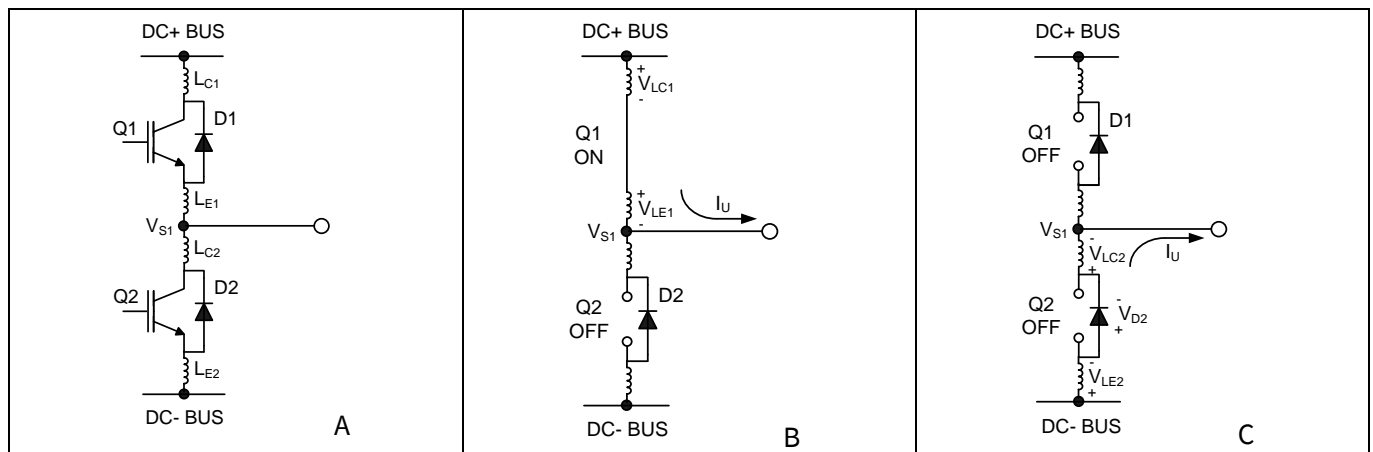 DC+ BUS
LC1
Q1
D1
LE1
VS1
LC2
Q2
D2
LE2
DC- BUS
A
DC+ BUS
+
VLC1
-
Q1
ON
+
VLE1
-
IU
VS1
Q2
OFF
D2
DC- BUS
B
DC+ BUS
Q1
OFF
D1
VS1
-
VLC2
+
IU
Q2
OFF
-
VD2
+
-
VLE2
+
DC- BUS
C